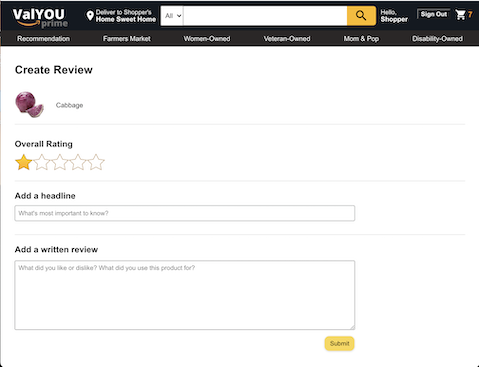 ValYOU
prime
Deliver to Shopper's
Home Sweet Home
All
Hello,
Shopper
Sign Out
7
Recommendation Farmers Market Women-Owned Veteran-Owned Mom & Pop Disability-Owned
Create Review
Cabbage
Overall Rating
Add a headline
What's most important to know?
Add a written review
What did you like or dislike? What did you use this product for?
Submit